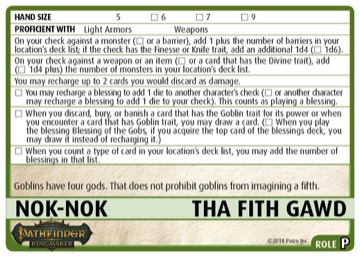 HAND SIZE 5 ☐ 6 ☐ 7 ☐ 9
PROFICIENT WITH Light Armors Weapons
On your check against a monster (☐ or a barrier), add 1 plus the number of barriers in your
location's deck list; if the check has the Finesse or Knife trait, add an additional 1d4 (☐ 1d6).
On your check against a weapon or an item (☐ or a card that has the Divine trait), add
(☐ 1d4 plus) the number of monsters in your location's deck list.
You may recharge up to 2 cards you would discard as damage.
☐ You may recharge a blessing to add 1 die to another character's check (☐ or another character
may recharge a blessing to add 1 die to your check). This counts as playing a blessing.
☐ When you discard, bury, or banish a card that has the Goblin trait for its power or when
you encounter a card that has Goblin trait, you may draw a card. (☐ When you play
the blessing Blessing of the Gobs, if you acquire the top card of the blessings deck, you
may draw it instead of recharging it.)
☐ When you count a type of card in your location's deck list, you may add the number of
blessings in that list.
Goblins have four gods. That does not prohibit goblins from imagining a fifth.
NOK-NOK THA FITH GAWD
PATHFINDER
KINGMAKER
©2018 Paizo Inc.
ROLE P